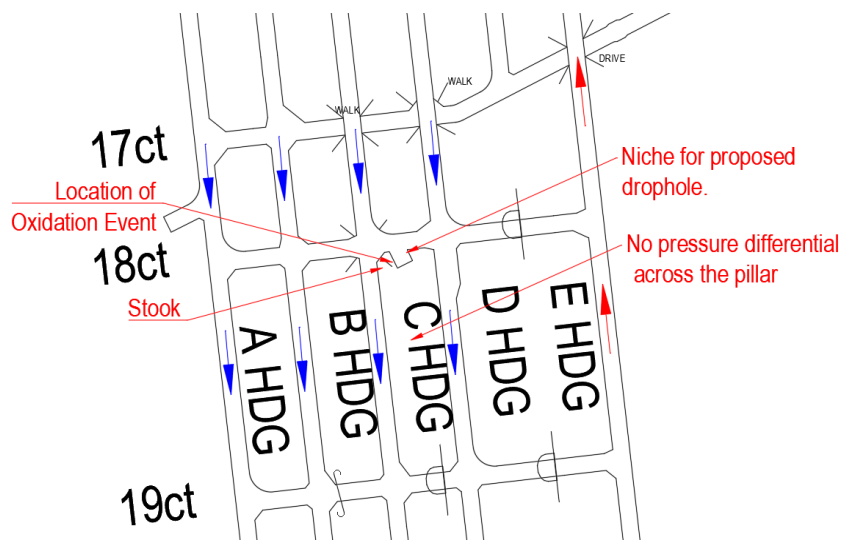 DRIVE
WALK
WALK
17ct
Niche for proposed
drophole.
Location of
Oxidation Event
No pressure differential
across the pillar
18ct
Stook
A HDG
B HDG
C HDG
D HDG
E HDG
19ct